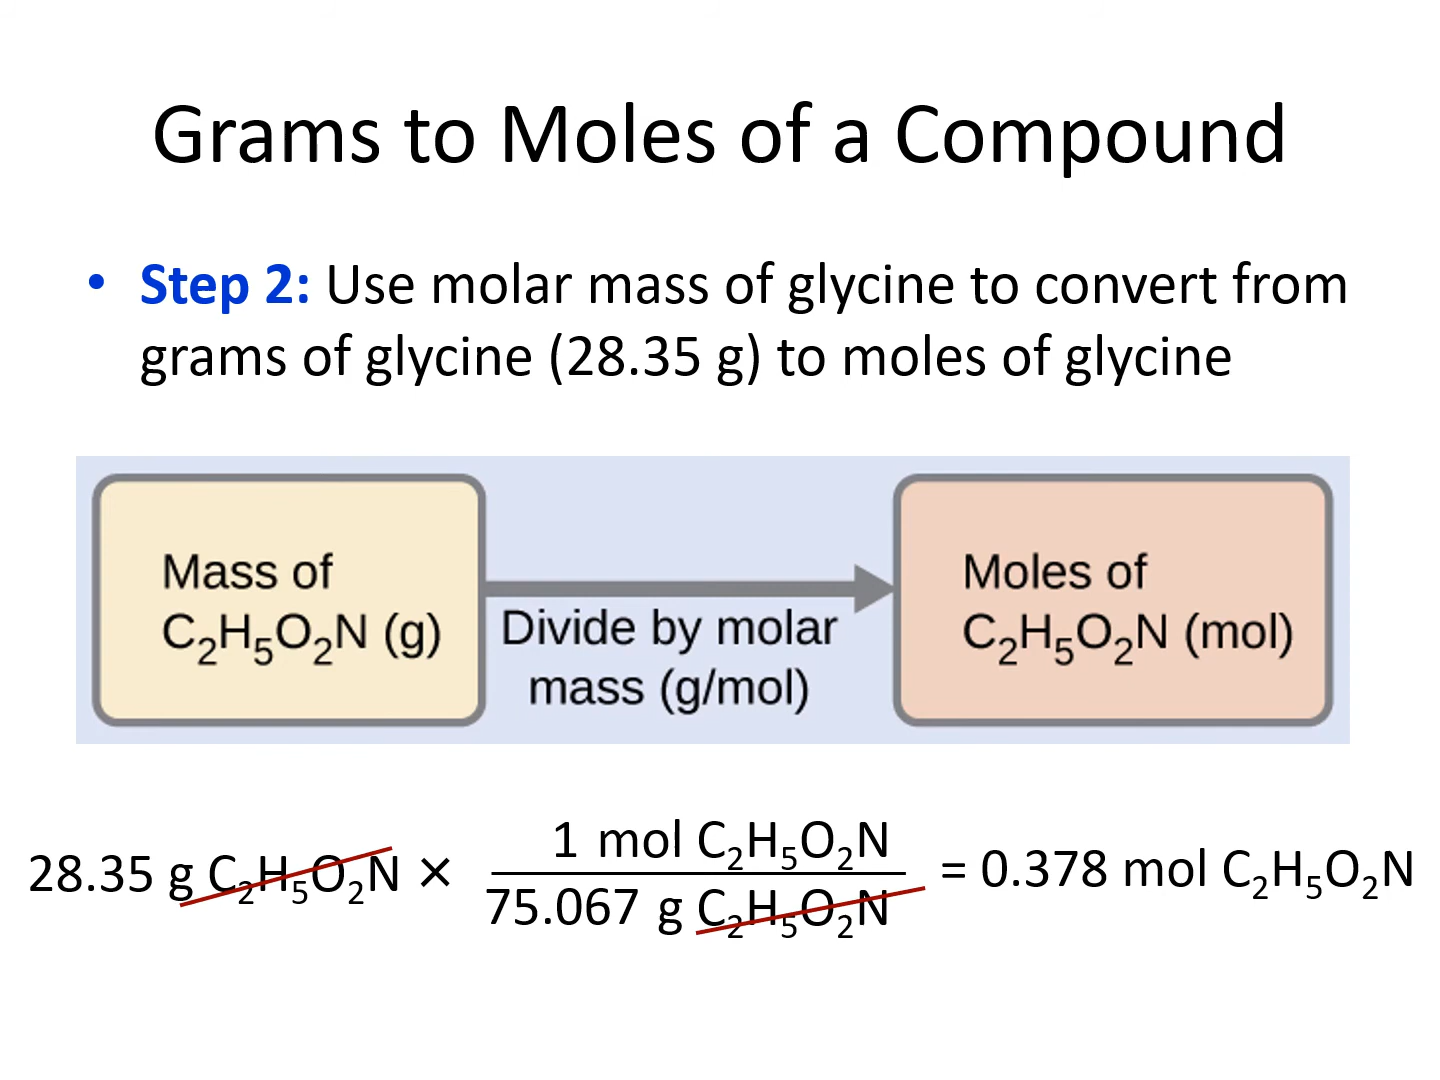 Grams to Moles of a Compound
• Step 2: Use molar mass of glycine to convert from
grams of glycine (28.35 g) to moles of glycine
Mass of
C₂H₅O₂N (g)
Divide by molar
mass (g/mol)
Moles of
C₂H₅O₂N (mol)
1 mol C₂H₅O₂N
28.35 g C₂H₅O₂N × = 0.378 mol C₂H₅O₂N
75.067 g C₂H₅O₂N